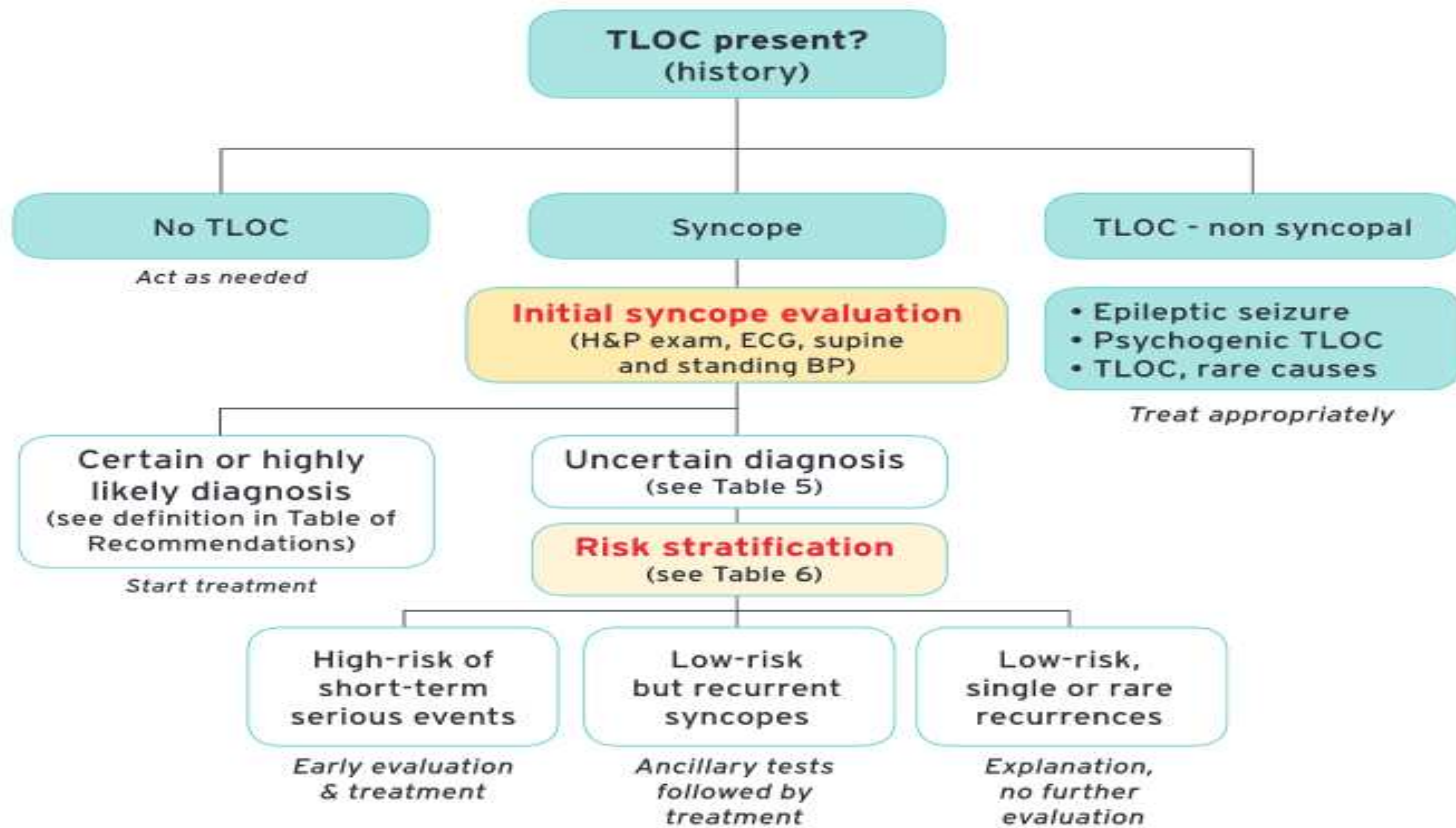 TLOC present?
(history)
No TLOC
Act as needed
Syncope
TLOC - non syncopal
Initial syncope evaluation
(H&P exam, ECG, supine
and standing BP)
• Epileptic seizure
• Psychogenic TLOC
• TLOC, rare causes
Treat appropriately
Certain or highly
likely diagnosis
(see definition in Table of
Recommendations)
Start treatment
Uncertain diagnosis
(see Table 5)
Risk stratification
(see Table 6)
High-risk of
short-term
serious events
Early evaluation
& treatment
Low-risk
but recurrent
syncopes
Ancillary tests
followed by
treatment
Low-risk,
single or rare
recurrences
Explanation,
no further
evaluation